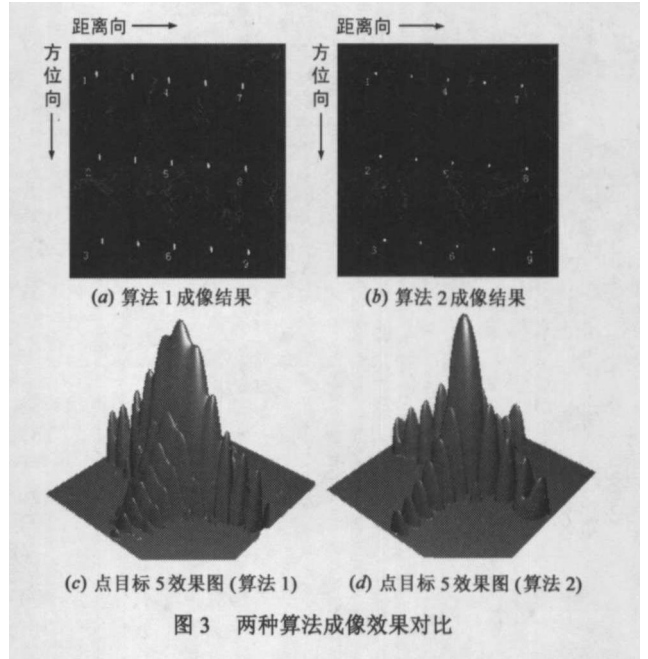 距离向
距离向
方位向
方位向
1
4
7
2
5
8
3
6
9
1
4
7
2
5
8
3
6
9
(a) 算法 1 成像结果
(b) 算法 2 成像结果
(c) 点目标 5 效果图 (算法 1)
(d) 点目标 5 效果图 (算法 2)
图 3 两种算法成像效果对比